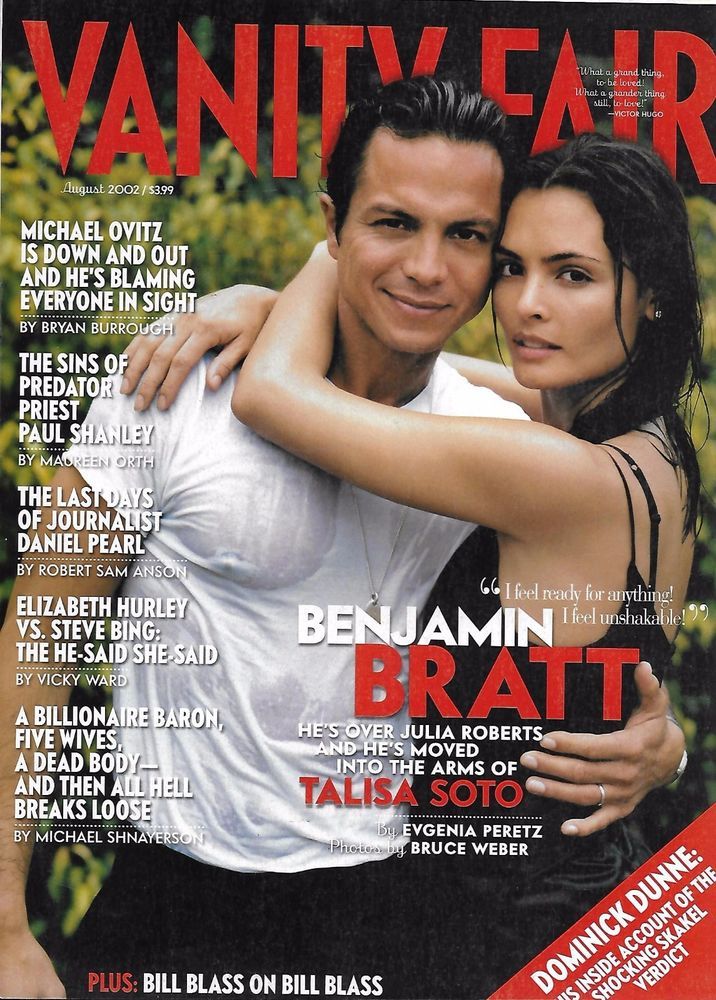 VANITY FAIR
"What a grand thing,
to be loved!
What a grander thing
still, to love!"
—VICTOR HUGO
August 2002 / $3.99
MICHAEL OVITZ
IS DOWN AND OUT
AND HE'S BLAMING
EVERYONE IN SIGHT
BY BRYAN BURROUGH
THE SINS OF
PREDATOR
PRIEST
PAUL SHANLEY
BY MAUREEN ORTH
THE LAST DAYS
OF JOURNALIST
DANIEL PEARL
BY ROBERT SAM ANSON
ELIZABETH HURLEY
VS. STEVE BING:
THE HE-SAID SHE-SAID
BY VICKY WARD
A BILLIONAIRE BARON,
FIVE WIVES,
A DEAD BODY—
AND THEN ALL HELL
BREAKS LOOSE
BY MICHAEL SHNAYERSON
“I feel ready for anything!
I feel unshakable!”
BENJAMIN
BRATT
HE'S OVER JULIA ROBERTS
AND HE'S MOVED
INTO THE ARMS OF
TALISA SOTO
By EVGENIA PERETZ
Photos by BRUCE WEBER
DOMINICK DUNNE:
S INSIDE ACCOUNT OF THE
SHOCKING SKAKEL
VERDICT
PLUS: BILL BLASS ON BILL BLASS